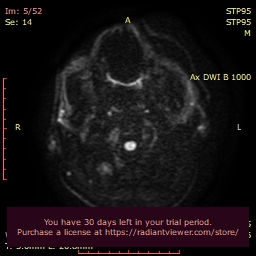 Im: 5/52
Se: 14
A
STP95
STP95
M
Ax DWI B 1000
R
L
You have 30 days left in your trial period.
Purchase a license at https://radiantviewer.com/store/